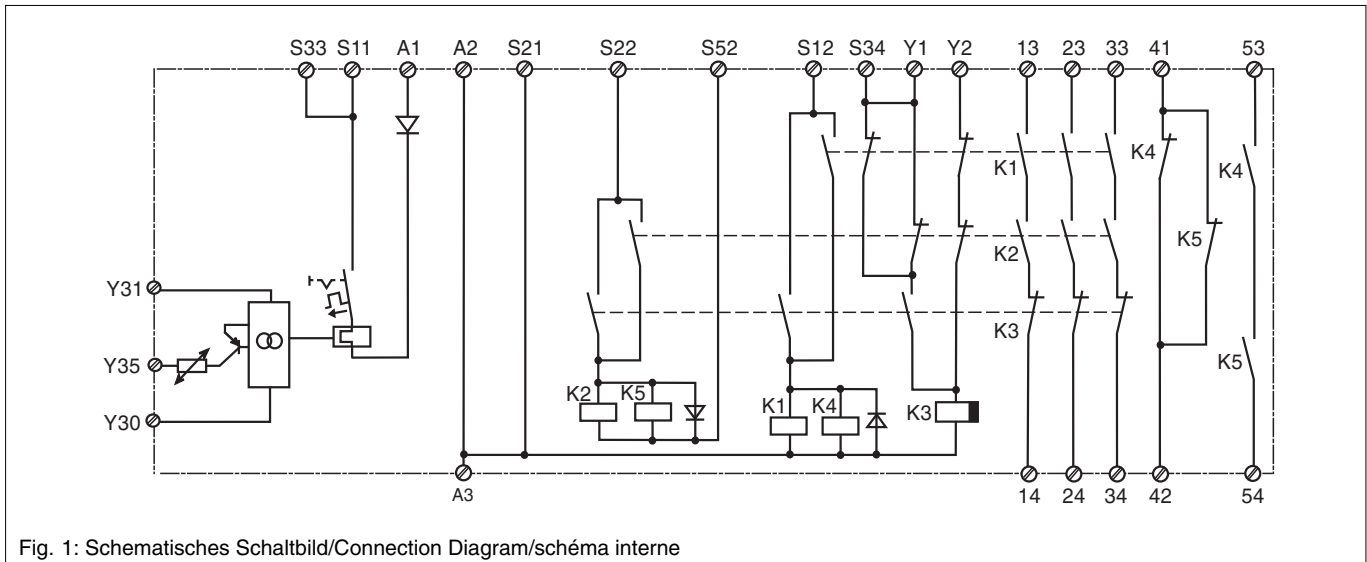 S33 S11 A1 A2 S21 S22 S52 S12 S34 Y1 Y2 13 23 33 41 53
K1 K4 K4
K2 K5
Y31
K3
Y35 K5
K2 K5 K1 K4 K3
Y30
A3 14 24 34 42 54
Fig. 1: Schematisches Schaltbild/Connection Diagram/schéma interne